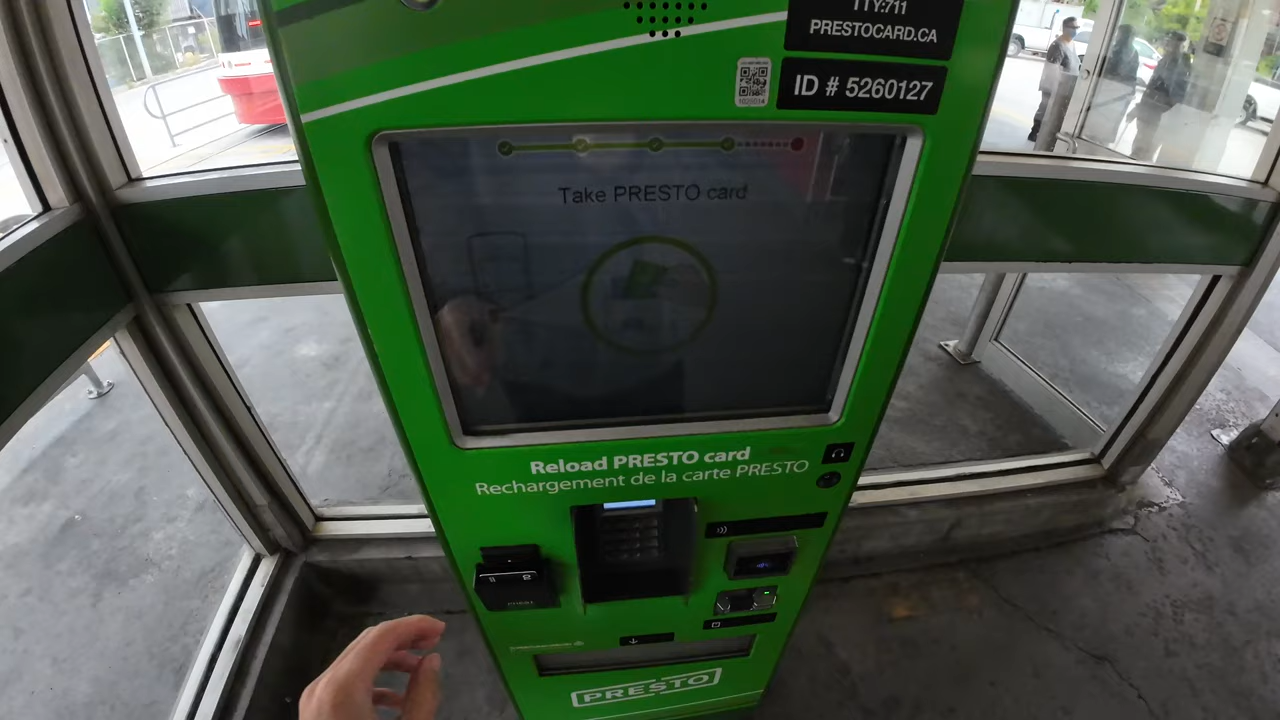 TTY:711
PRESTOCARD.CA
ID # 5260127
Take PRESTO card
Reload PRESTO card
Rechargement de la carte PRESTO
PRESTO